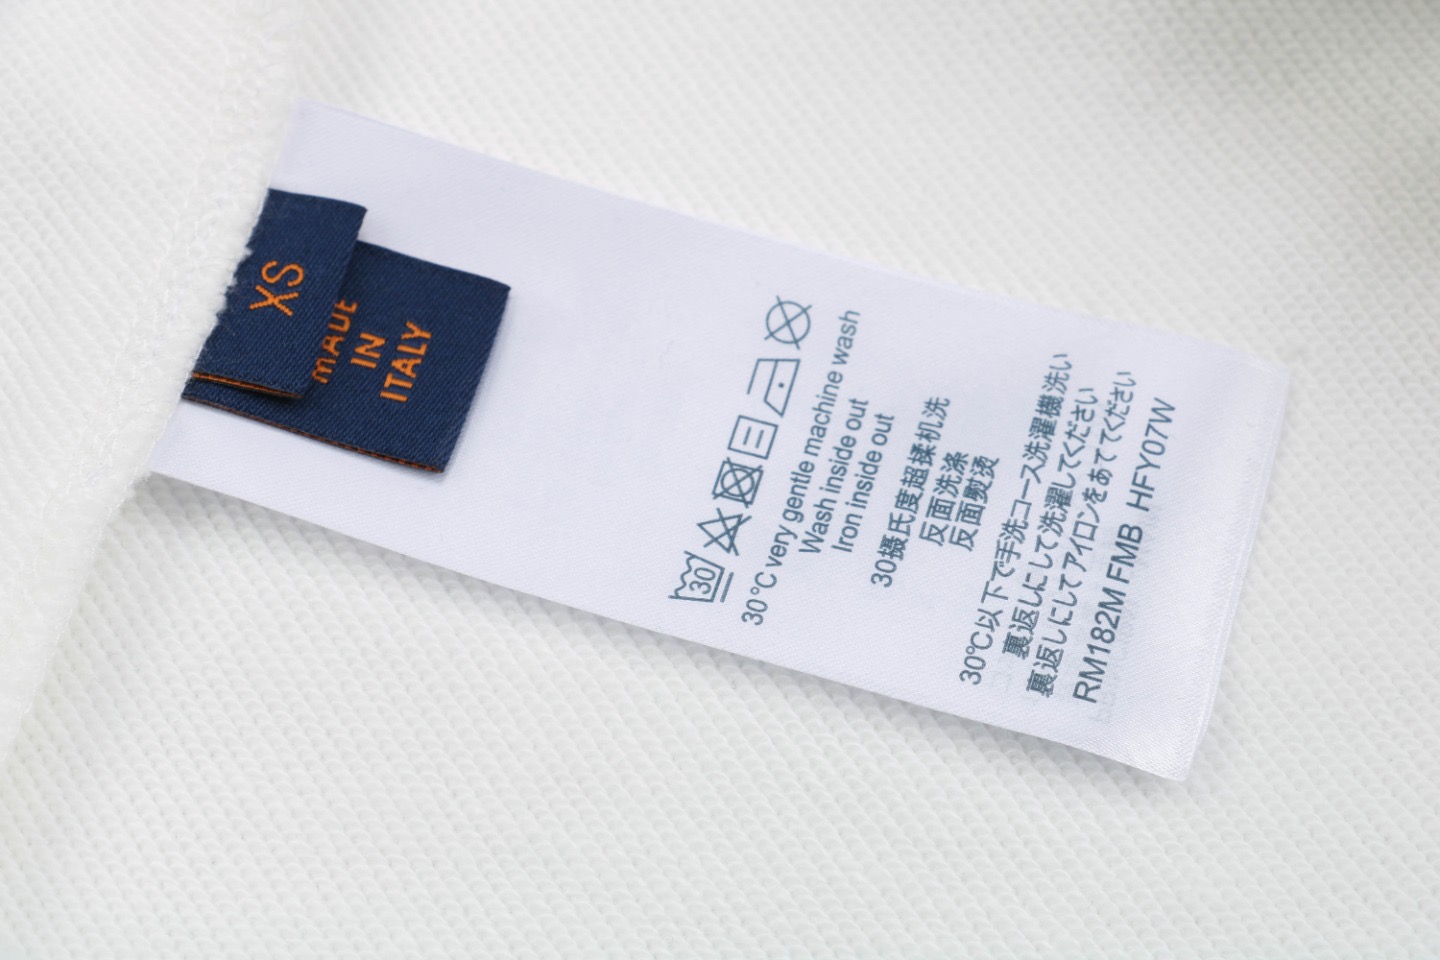 XS
MADE
IN
ITALY
30
30°C very gentle machine wash
Wash inside out
Iron inside out
30摄氏度超揉机洗
反面洗涤
反面熨烫
30℃以下で手洗コース洗濯機洗い
裏返しにして洗濯してください
裏返しにしてアイロンをあててください
RM182M FMB HFY07W